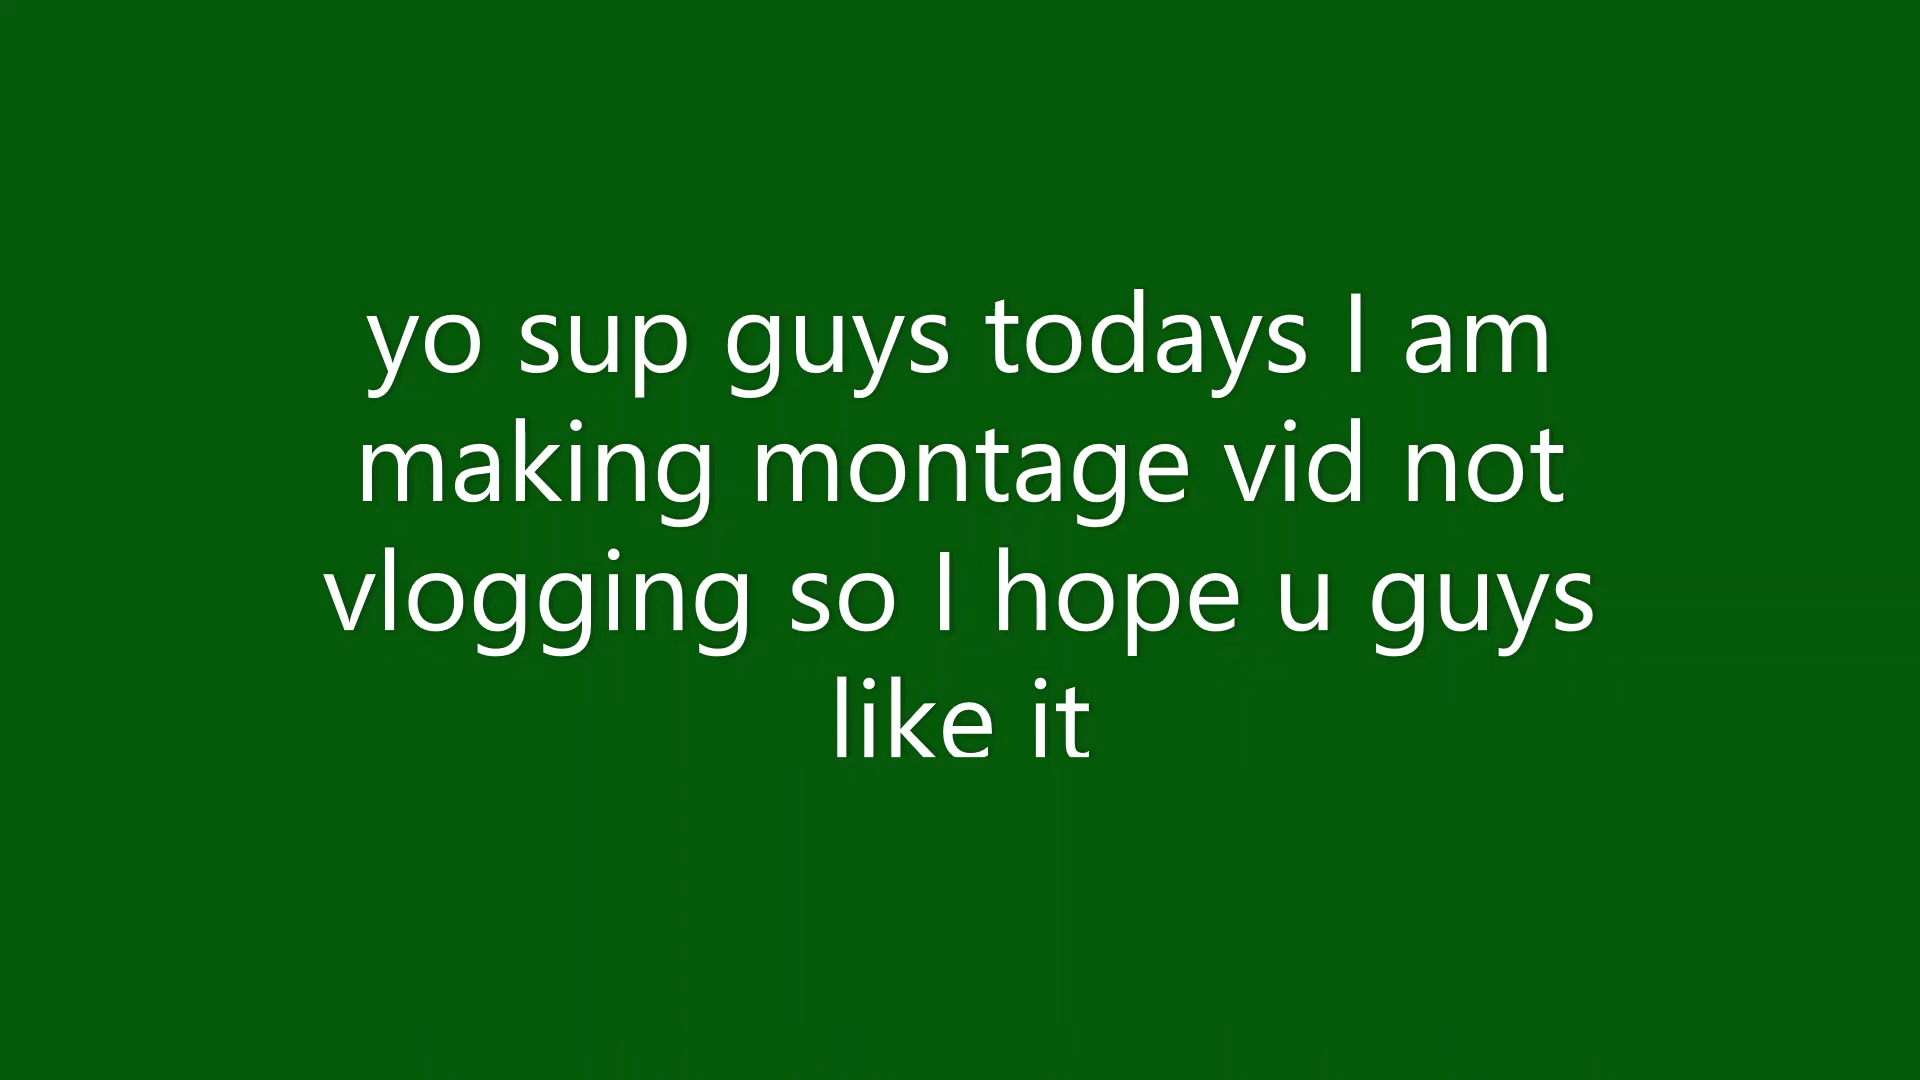 yo sup guys todays I am
making montage vid not
vlogging so I hope u guys
like it